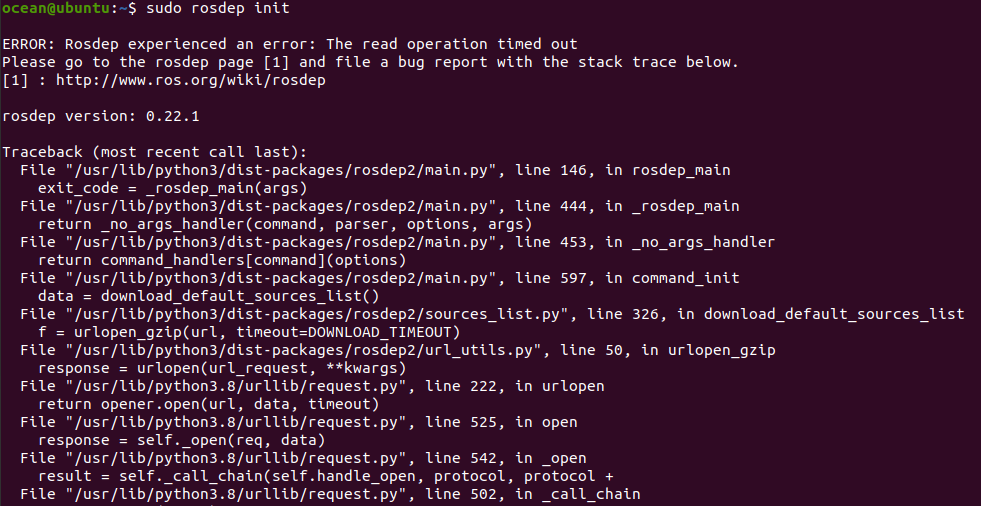 ocean@ubuntu:~$ sudo rosdep init
ERROR: Rosdep experienced an error: The read operation timed out
Please go to the rosdep page [1] and file a bug report with the stack trace below.
[1] : http://www.ros.org/wiki/rosdep
rosdep version: 0.22.1
Traceback (most recent call last):
  File "/usr/lib/python3/dist-packages/rosdep2/main.py", line 146, in rosdep_main
    exit_code = _rosdep_main(args)
  File "/usr/lib/python3/dist-packages/rosdep2/main.py", line 444, in _rosdep_main
    return _no_args_handler(command, parser, options, args)
  File "/usr/lib/python3/dist-packages/rosdep2/main.py", line 453, in _no_args_handler
    return command_handlers[command](options)
  File "/usr/lib/python3/dist-packages/rosdep2/main.py", line 597, in command_init
    data = download_default_sources_list()
  File "/usr/lib/python3/dist-packages/rosdep2/sources_list.py", line 326, in download_default_sources_list
    f = urlopen_gzip(url, timeout=DOWNLOAD_TIMEOUT)
  File "/usr/lib/python3/dist-packages/rosdep2/url_utils.py", line 50, in urlopen_gzip
    response = urlopen(url_request, **kwargs)
  File "/usr/lib/python3.8/urllib/request.py", line 222, in urlopen
    return opener.open(url, data, timeout)
  File "/usr/lib/python3.8/urllib/request.py", line 525, in open
    response = self._open(req, data)
  File "/usr/lib/python3.8/urllib/request.py", line 542, in _open
    result = self._call_chain(self.handle_open, protocol, protocol +
  File "/usr/lib/python3.8/urllib/request.py", line 502, in _call_chain